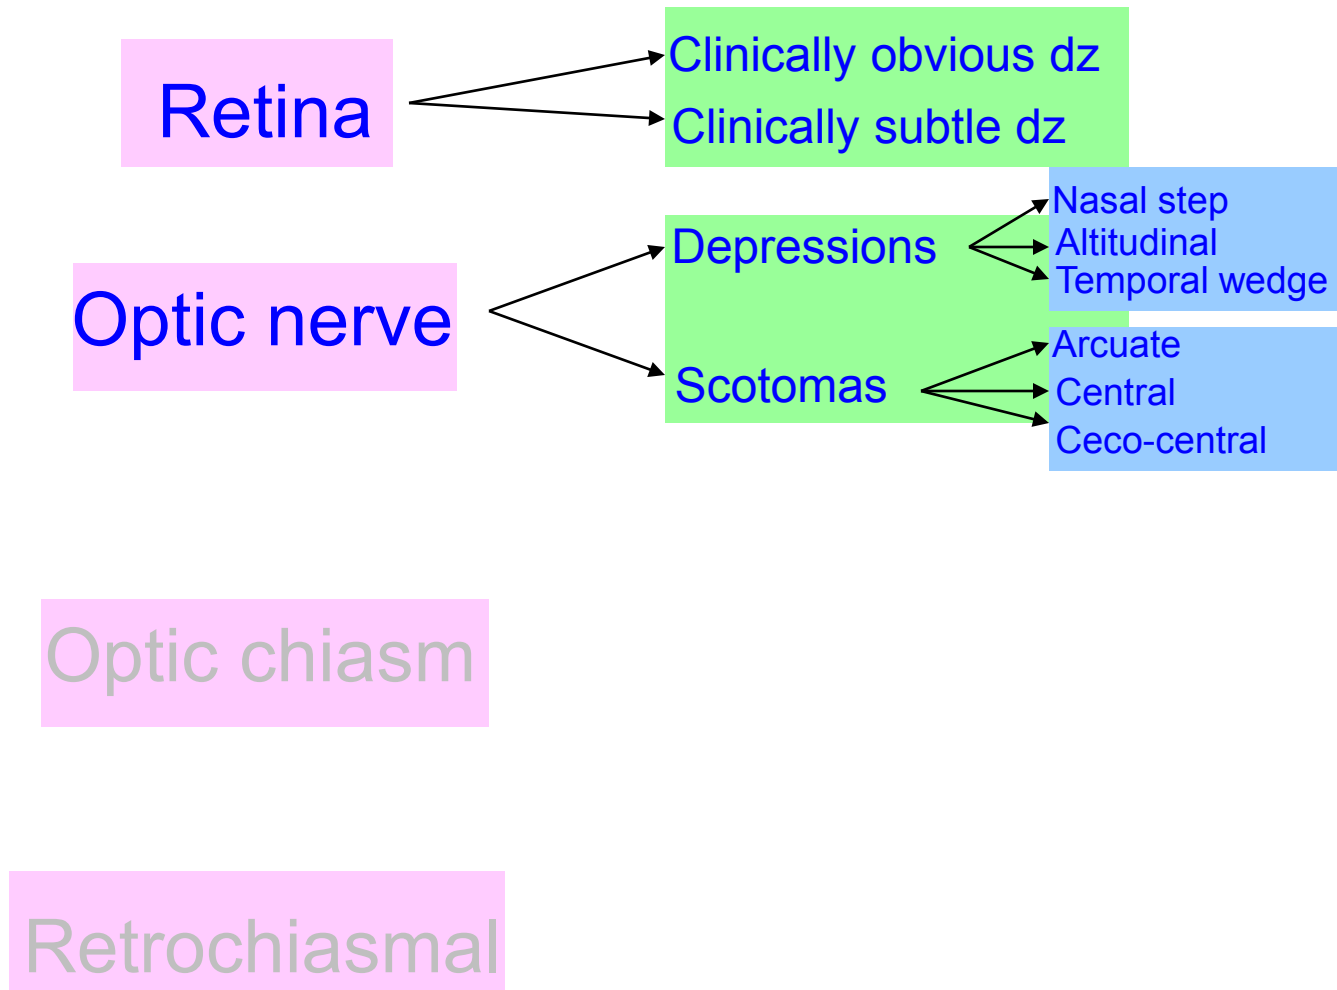 Retina
Clinically obvious dz
Clinically subtle dz
Optic nerve
Depressions
Nasal step
Altitudinal
Temporal wedge
Scotomas
Arcuate
Central
Ceco-central
Optic chiasm
Retrochiasmal